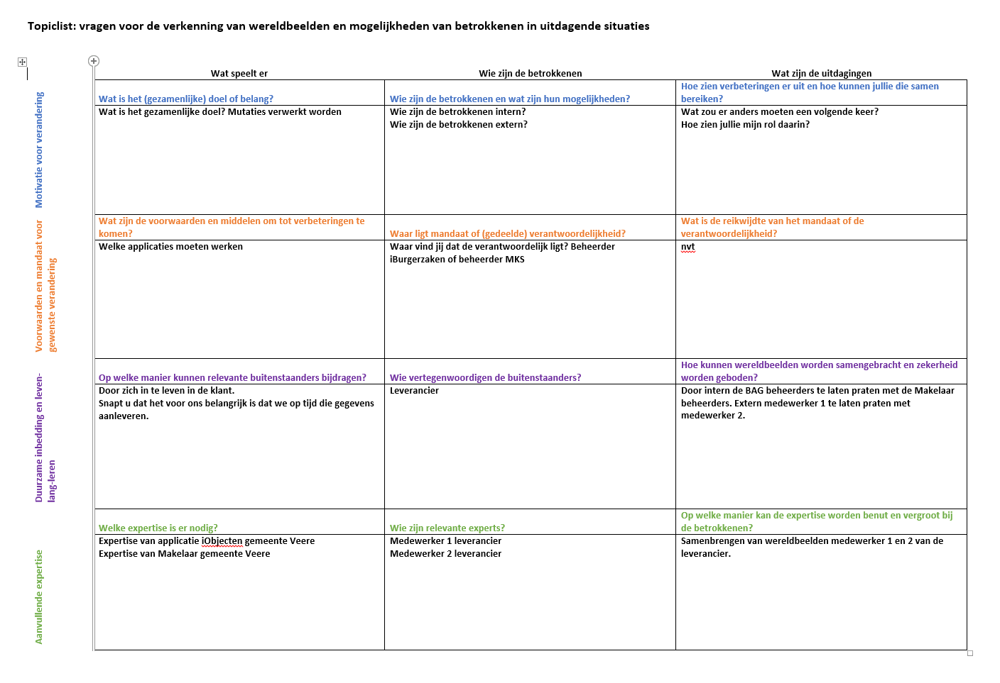 Topiclist: vragen voor de verkenning van wereldbeelden en mogelijkheden van betrokkenen in uitdagende situaties
Wat speelt er
Wie zijn de betrokkenen
Wat zijn de uitdagingen
Motivatie voor verandering
Wat is het (gezamenlijke) doel of belang?
Wie zijn de betrokkenen en wat zijn hun mogelijkheden?
Hoe zien verbeteringen er uit en hoe kunnen jullie die samen
bereiken?
Wat is het gezamenlijke doel? Mutaties verwerkt worden
Wie zijn de betrokkenen intern?
Wie zijn de betrokkenen extern?
Wat zou er anders moeten een volgende keer?
Hoe zien jullie mijn rol daarin?
Voorwaarden en mandaat voor
gewenste verandering
Wat zijn de voorwaarden en middelen om tot verbeteringen te
komen?
Waar ligt mandaat of (gedeelde) verantwoordelijkheid?
Wat is de reikwijdte van het mandaat of de
verantwoordelijkheid?
Welke applicaties moeten werken
Waar vind jij dat de verantwoordelijk ligt? Beheerder
iBurgerzaken of beheerder MKS
nvt
Duurzame inbedding en leven-
lang-leren
Op welke manier kunnen relevante buitenstaanders bijdragen?
Wie vertegenwoordigen de buitenstaanders?
Hoe kunnen wereldbeelden worden samengebracht en zekerheid
worden geboden?
Door zich in te leven in de klant.
Snapt u dat het voor ons belangrijk is dat we op tijd die gegevens
aanleveren.
Leverancier
Door intern de BAG beheerders te laten praten met de Makelaar
beheerders. Extern medewerker 1 te laten praten met
medewerker 2.
Aanvullende expertise
Welke expertise is er nodig?
Wie zijn relevante experts?
Op welke manier kan de expertise worden benut en vergroot bij
de betrokkenen?
Expertise van applicatie iObjecten gemeente Veere
Expertise van Makelaar gemeente Veere
Medewerker 1 leverancier
Medewerker 2 leverancier
Samenbrengen van wereldbeelden medewerker 1 en 2 van de
leverancier.